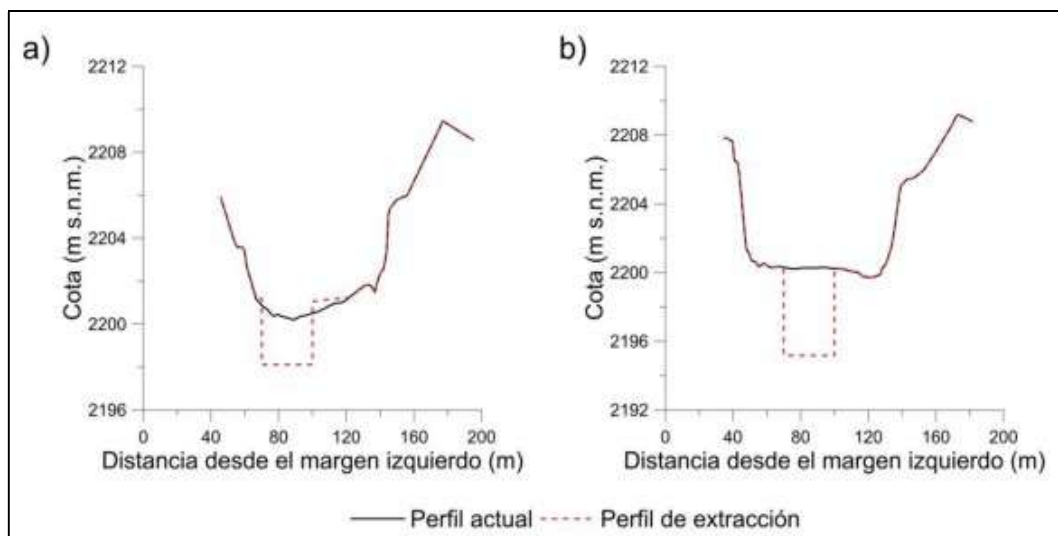 a)
2212
2208
2204
2200
2196
Cota (m s.n.m.)
0 40 80 120 160 200
Distancia desde el margen izquierdo (m)
b)
2212
2208
2204
2200
2196
2192
Cota (m s.n.m.)
0 40 80 120 160 200
Distancia desde el margen izquierdo (m)
Perfil actual Perfil de extracción